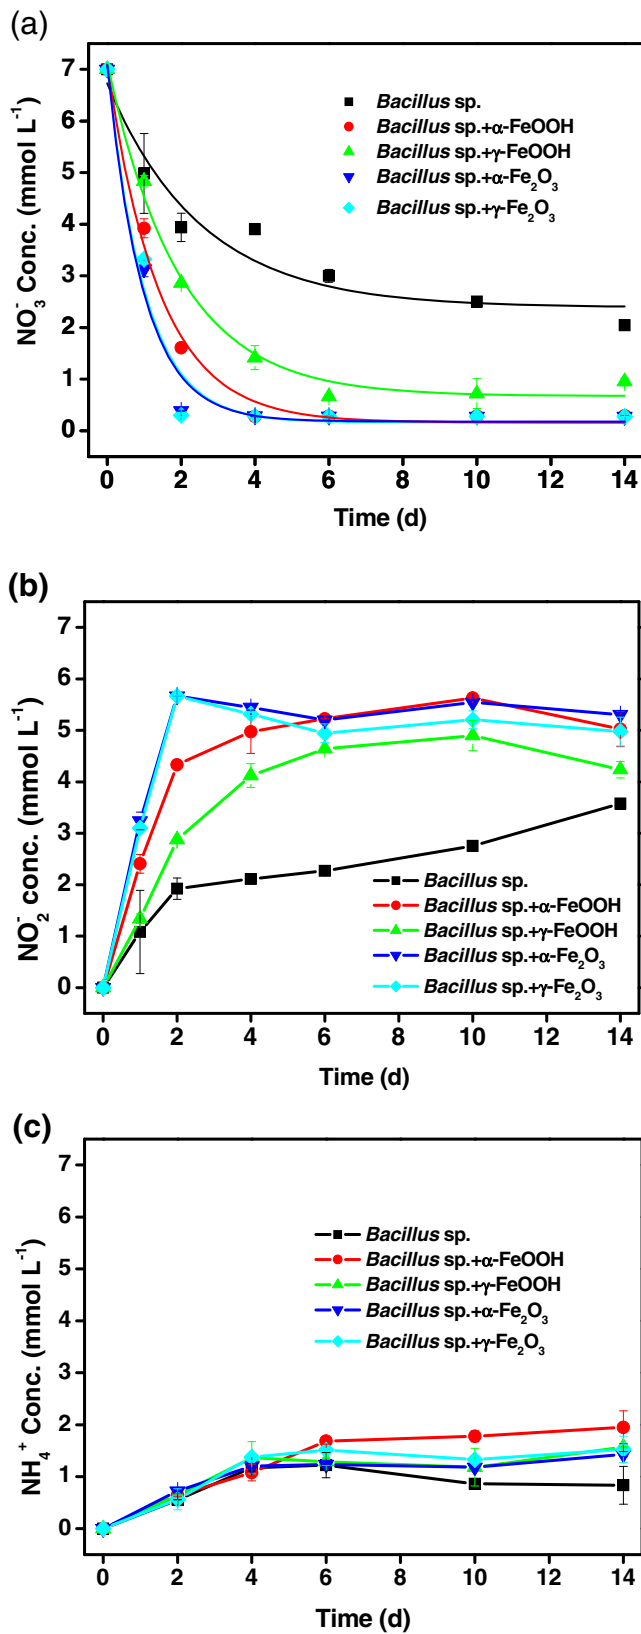 (a)
7
6
5
4
3
2
1
0
NO₃⁻ Conc. (mmol L⁻¹)
Bacillus sp.
Bacillus sp.+α-FeOOH
Bacillus sp.+γ-FeOOH
Bacillus sp.+α-Fe₂O₃
Bacillus sp.+γ-Fe₂O₃
0 2 4 6 8 10 12 14
Time (d)
(b)
7
6
5
4
3
2
1
0
NO₂⁻ conc. (mmol L⁻¹)
Bacillus sp.
Bacillus sp.+α-FeOOH
Bacillus sp.+γ-FeOOH
Bacillus sp.+α-Fe₂O₃
Bacillus sp.+γ-Fe₂O₃
0 2 4 6 8 10 12 14
Time (d)
(c)
7
6
5
4
3
2
1
0
NH₄⁺ Conc. (mmol L⁻¹)
Bacillus sp.
Bacillus sp.+α-FeOOH
Bacillus sp.+γ-FeOOH
Bacillus sp.+α-Fe₂O₃
Bacillus sp.+γ-Fe₂O₃
0 2 4 6 8 10 12 14
Time (d)